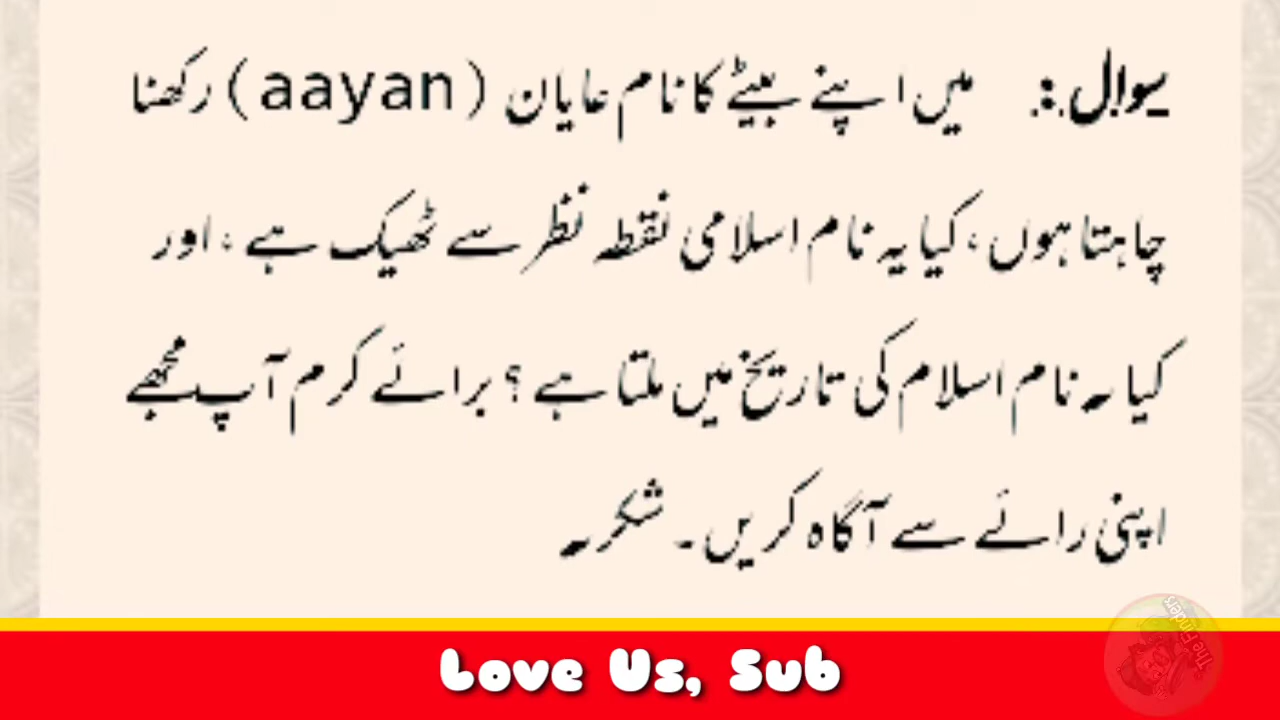 سوال: میں اپنے بیٹے کا نام عایان (aayan) رکھنا
چاہتا ہوں، کیا یہ نام اسلامی نقطہ نظر سے ٹھیک ہے، اور
کیا یہ نام اسلام کی تاریخ میں ملتا ہے؟ برائے کرم آپ مجھے
اپنی رائے سے آگاہ کریں۔ شکریہ
The Finders
Love Us, Sub